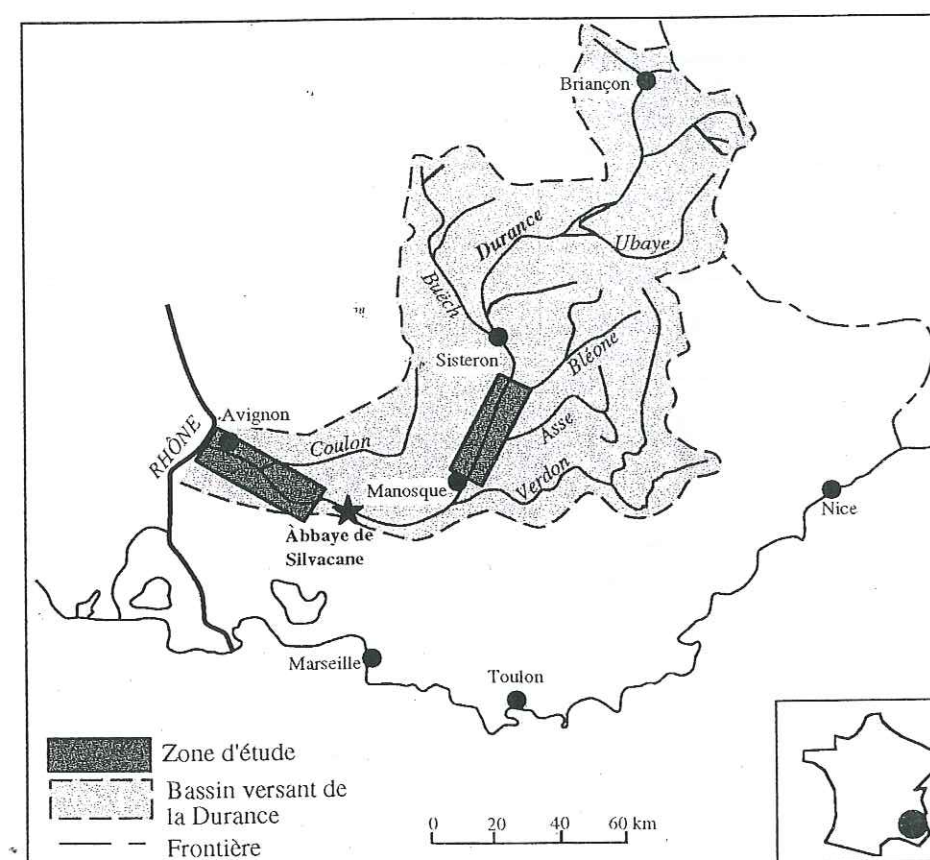 Briançon
Durance
Ubaye
Buëch
Sisteron
Bléone
Avignon
RHÔNE
Coulon
Asse
Manosque
Verdon
Nice
Àbbaye de
Silvacane
Marseille
Toulon
Zone d'étude
Bassin versant de
la Durance
Frontière
0 20 40 60 km